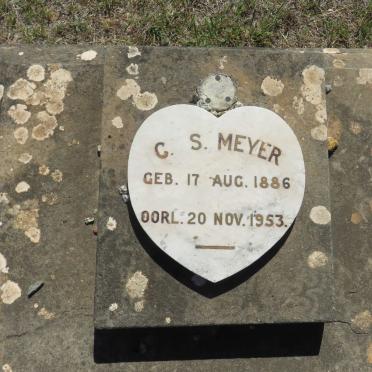 C. S. MEYER
GEB. 17 AUG. 1886
OORL. 20 NOV. 1953.